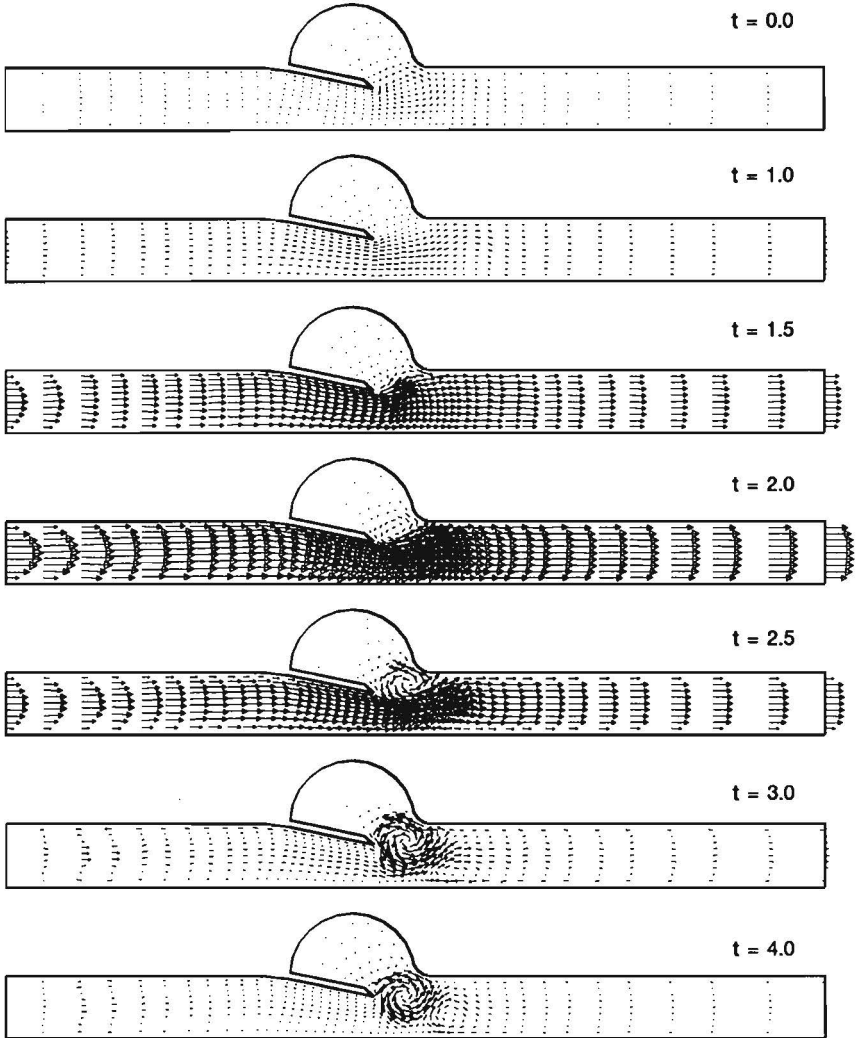 t = 0.0
t = 1.0
t = 1.5
t = 2.0
t = 2.5
t = 3.0
t = 4.0